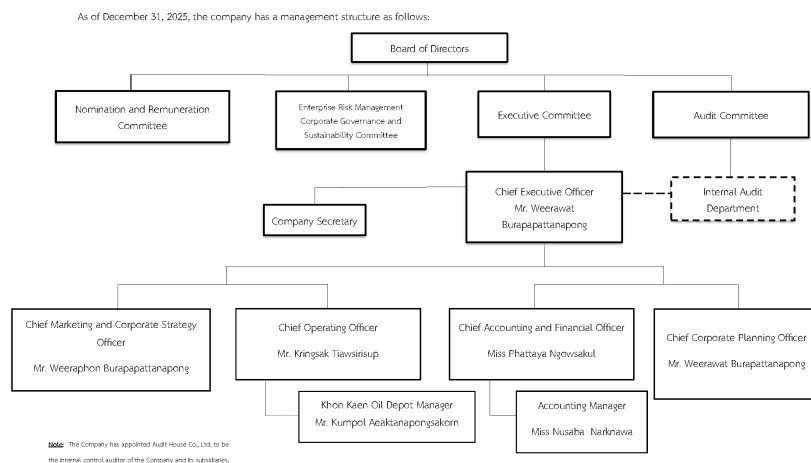 As of December 31, 2025, the company has a management structure as follows:
Board of Directors
Nomination and Remuneration
Committee
Enterprise Risk Management
Corporate Governance and
Sustainability Committee
Executive Committee
Audit Committee
Chief Executive Officer
Mr. Weerawat
Burapapattanapong
Internal Audit
Department
Company Secretary
Chief Marketing and Corporate Strategy
Officer
Mr. Weeraphon Burapapattanapong
Chief Operating Officer
Mr. Kringsak Tiawsirisup
Chief Accounting and Financial Officer
Miss Phattaya Ngowsakul
Chief Corporate Planning Officer
Mr. Weerawat Burapattanapong
Khon Kaen Oil Depot Manager
Mr. Kumpol Aeaktanapongsakorn
Accounting Manager
Miss Nusaba Narknawa
Note: The Company has appointed Audit House Co., Ltd. to be
the internal control auditor of the Company and its subsidiaries.